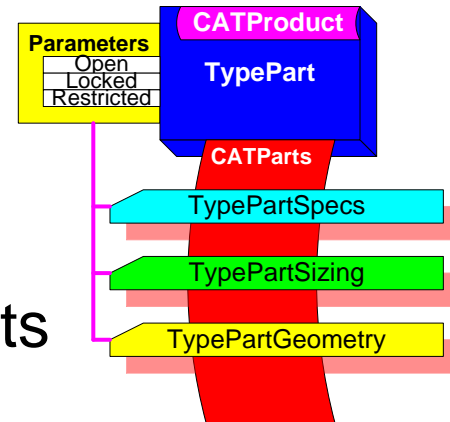 CATProduct
Parameters
Open
Locked
Restricted
TypePart
CATParts
TypePartSpecs
TypePartSizing
ts
TypePartGeometry